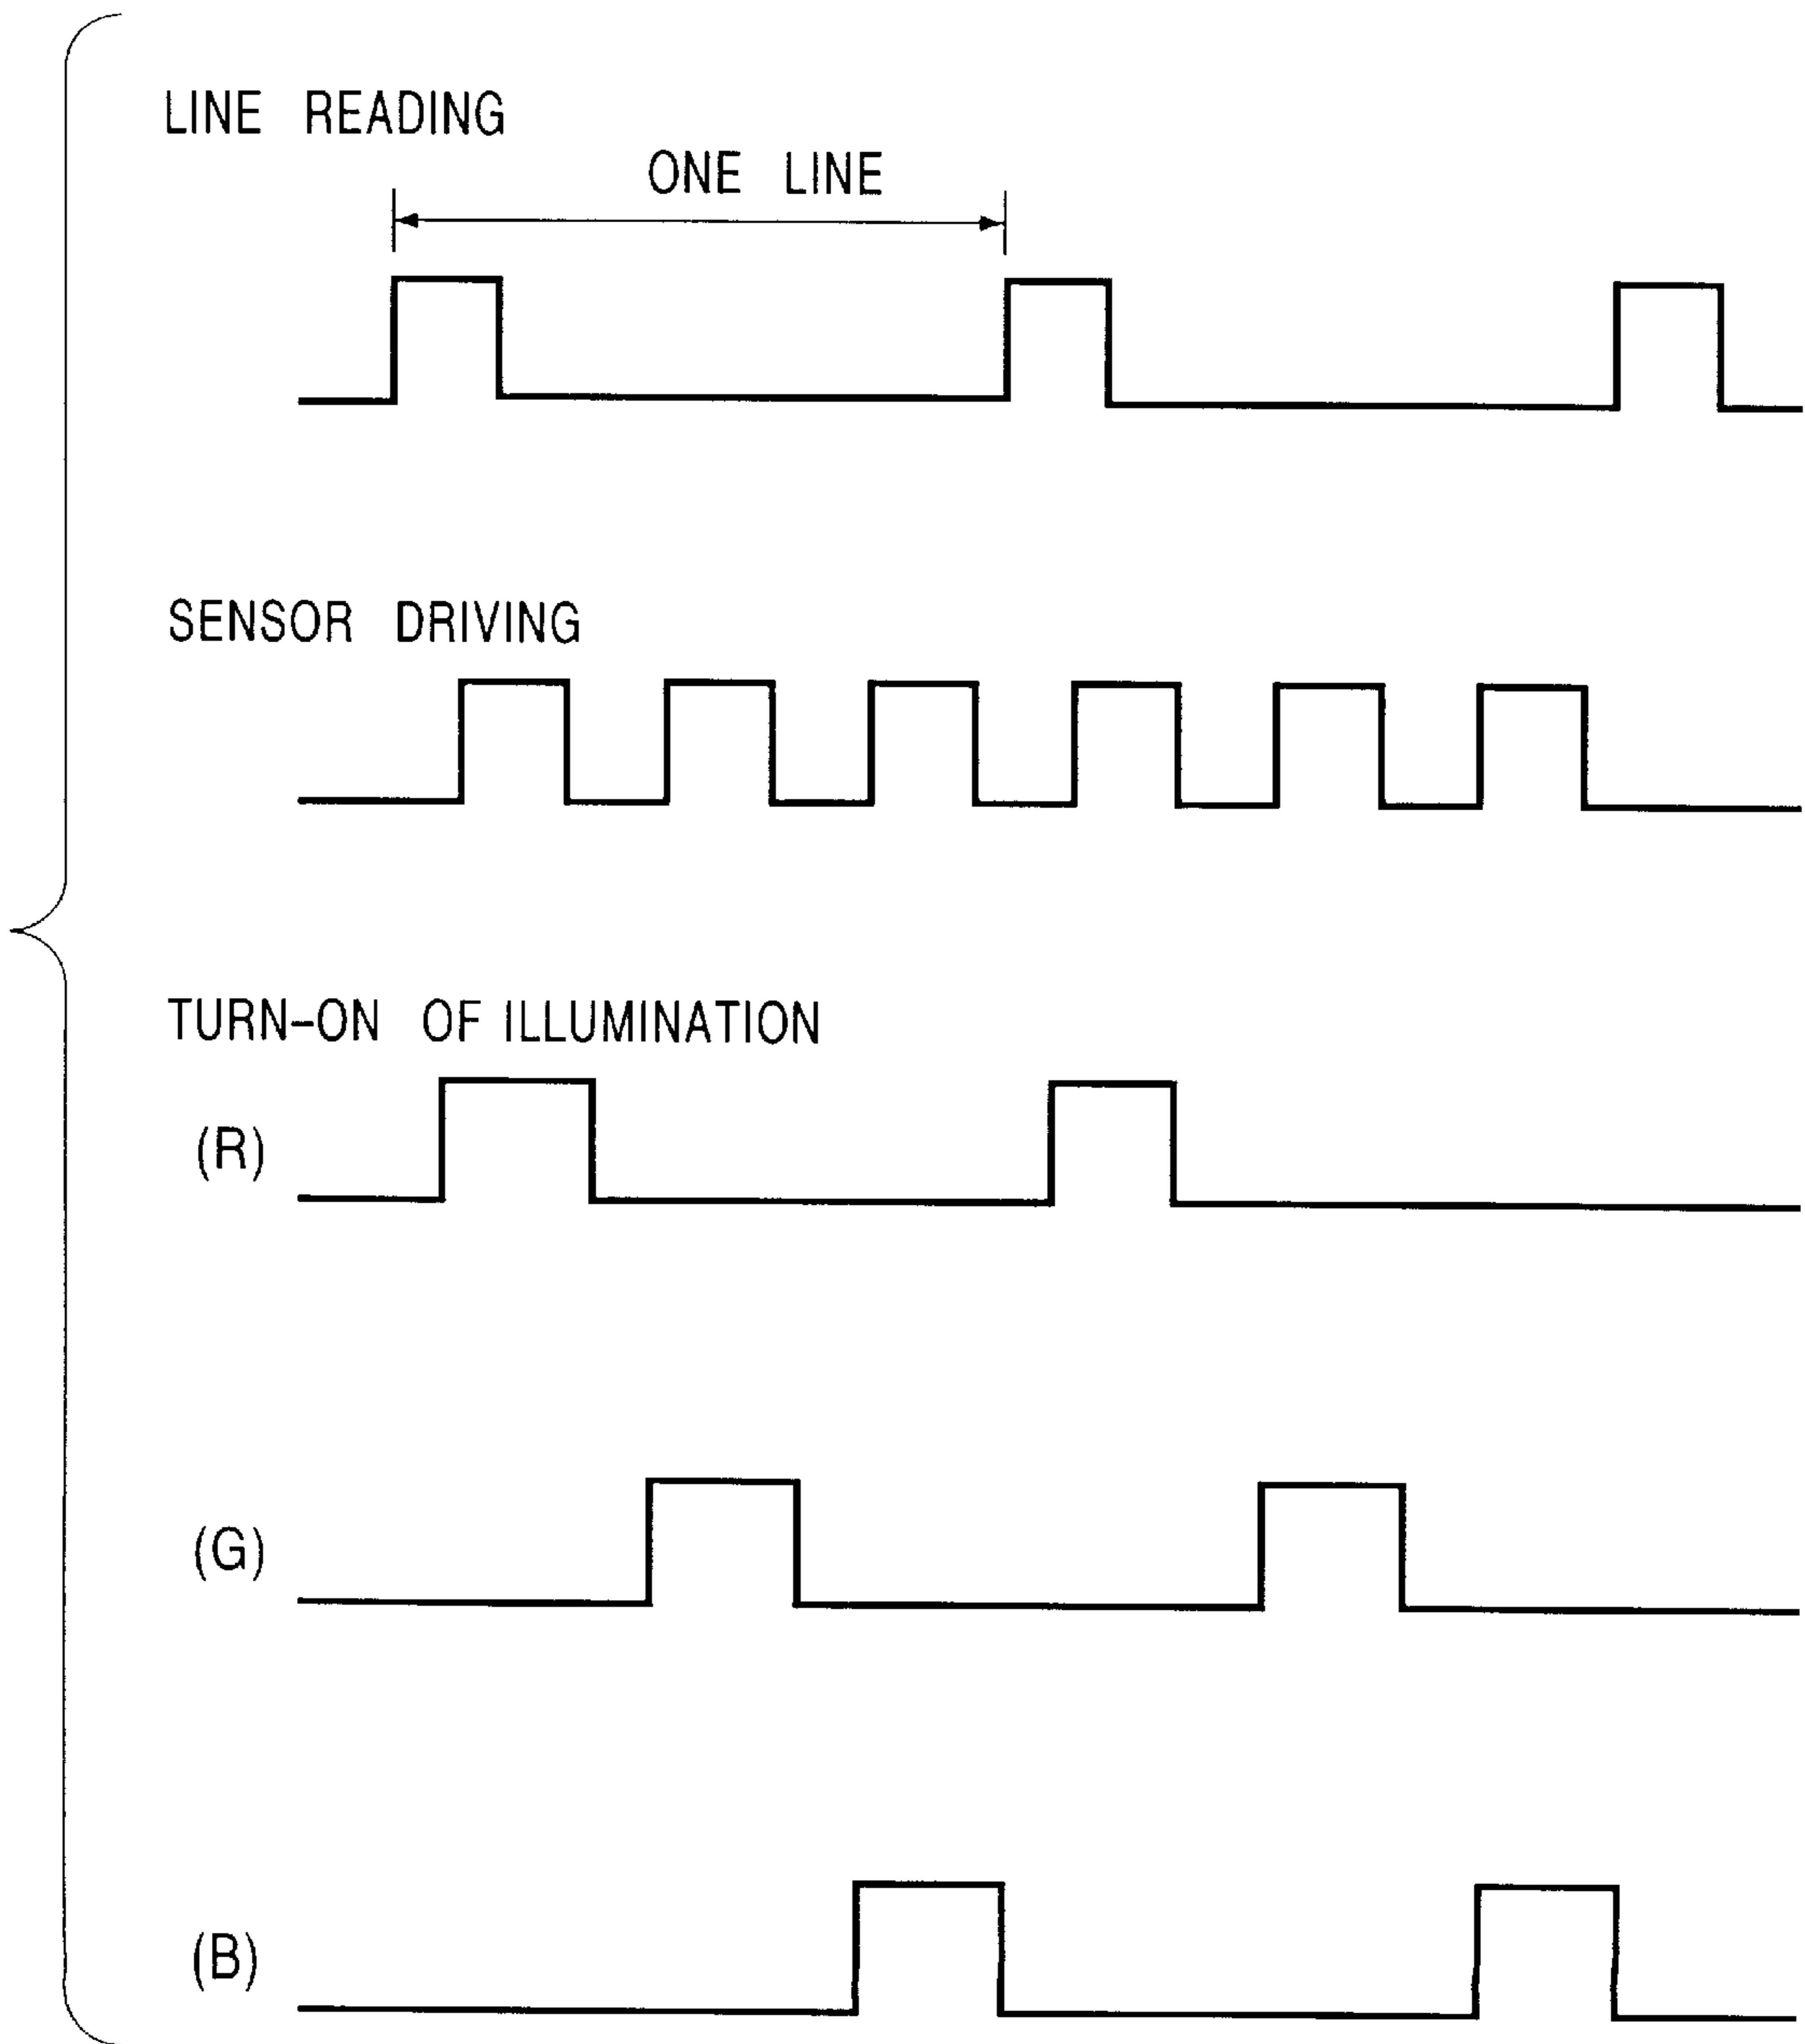 LINE READING
ONE LINE
SENSOR DRIVING
TURN-ON OF ILLUMINATION
(R)
(G)
(B)